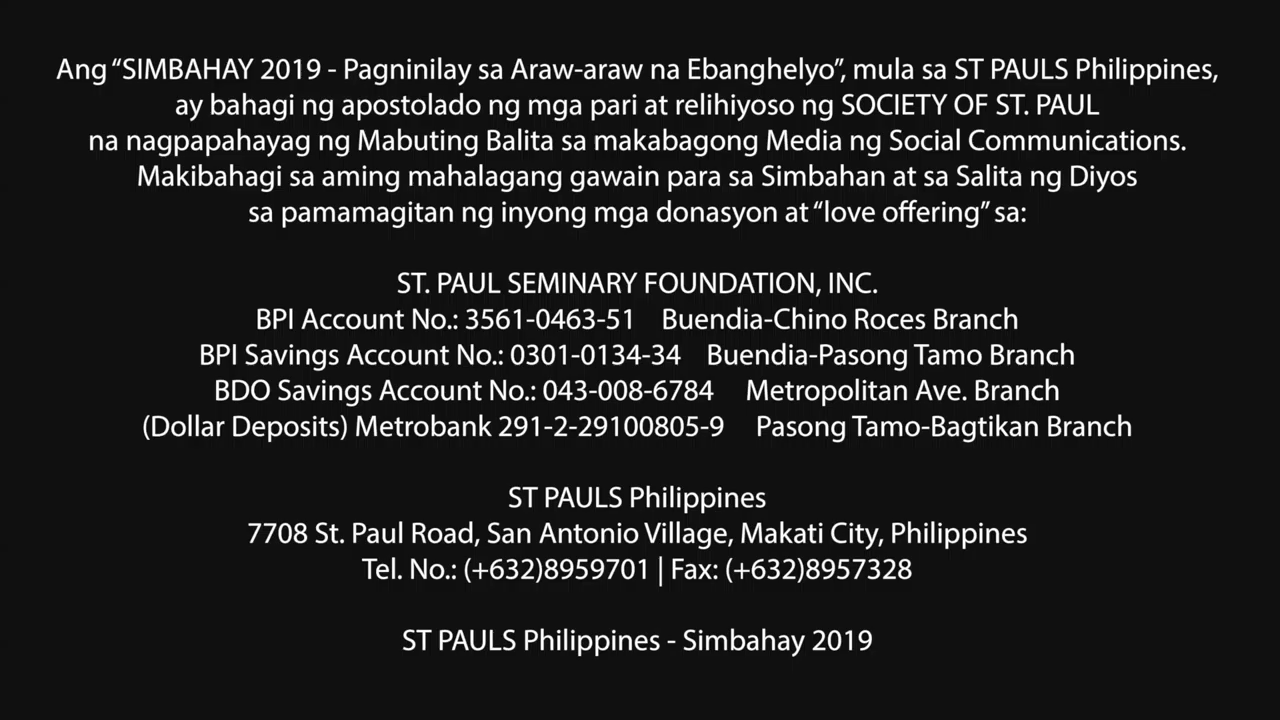 Ang “SIMBAHAY 2019 - Pagninilay sa Araw-araw na Ebanghelyo”, mula sa ST PAULS Philippines,
ay bahagi ng apostolado ng mga pari at relihiyoso ng SOCIETY OF ST. PAUL
na nagpapahayag ng Mabuting Balita sa makabagong Media ng Social Communications.
Makibahagi sa aming mahalagang gawain para sa Simbahan at sa Salita ng Diyos
sa pamamagitan ng inyong mga donasyon at “love offering” sa:
ST. PAUL SEMINARY FOUNDATION, INC.
BPI Account No.: 3561-0463-51 Buendia-Chino Roces Branch
BPI Savings Account No.: 0301-0134-34 Buendia-Pasong Tamo Branch
BDO Savings Account No.: 043-008-6784 Metropolitan Ave. Branch
(Dollar Deposits) Metrobank 291-2-29100805-9 Pasong Tamo-Bagtikan Branch
ST PAULS Philippines
7708 St. Paul Road, San Antonio Village, Makati City, Philippines
Tel. No.: (+632)8959701 | Fax: (+632)8957328
ST PAULS Philippines - Simbahay 2019